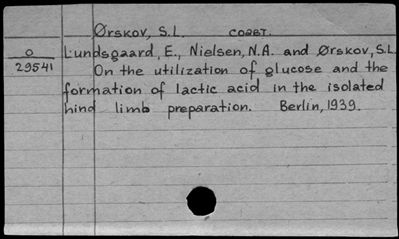 Ørskov, S.L. соавт.
O
29541
Lundsgaard, E., Nielsen, N.A. and Ørskov, S.L.
On the utilization of glucose and the
formation of lactic acid in the isolated
hind limb preparation. Berlin, 1939.